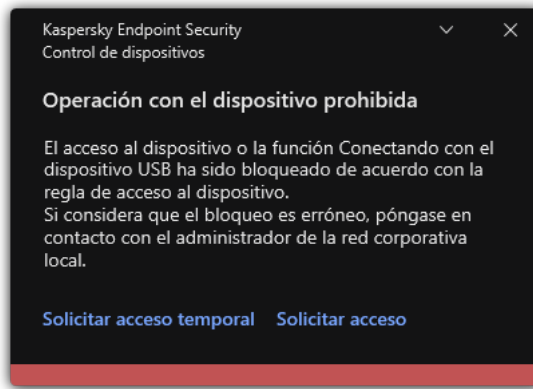 Kaspersky Endpoint Security
Control de dispositivos
Operación con el dispositivo prohibida
El acceso al dispositivo o la función Conectando con el
dispositivo USB ha sido bloqueado de acuerdo con la
regla de acceso al dispositivo.
Si considera que el bloqueo es erróneo, póngase en
contacto con el administrador de la red corporativa
local.
Solicitar acceso temporal Solicitar acceso